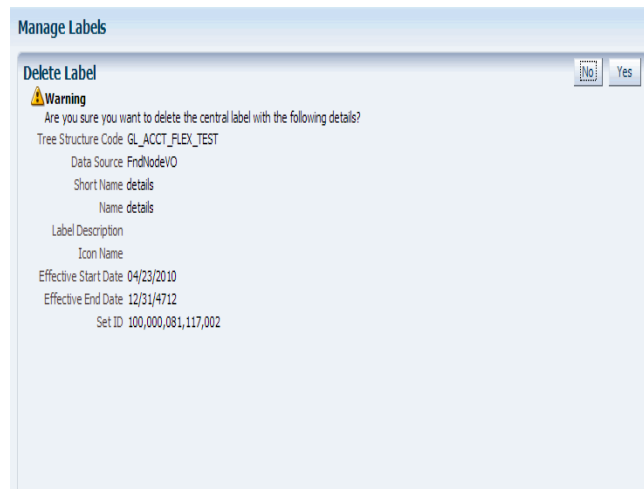 Manage Labels
Delete Label
No Yes
Warning
Are you sure you want to delete the central label with the following details?
Tree Structure Code GL_ACCT_FLEX_TEST
Data Source FndNodeVO
Short Name details
Name details
Label Description
Icon Name
Effective Start Date 04/23/2010
Effective End Date 12/31/4712
Set ID 100,000,081,117,002